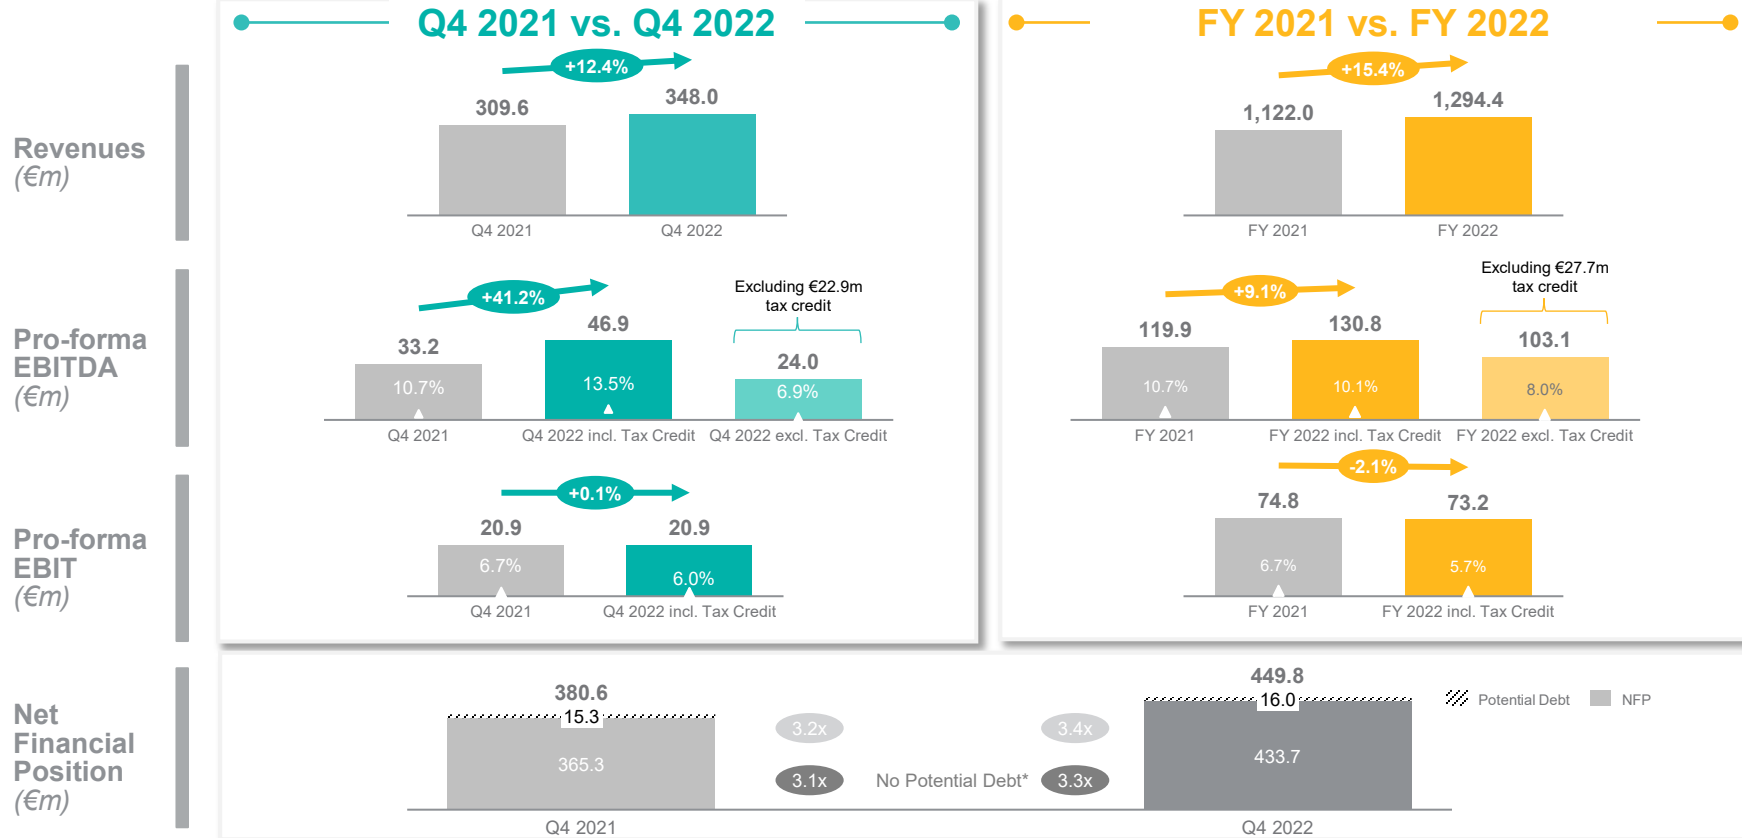 Q4 2021 vs. Q4 2022
FY 2021 vs. FY 2022
Revenues
(€m)
+12.4%
309.6
348.0
Q4 2021
Q4 2022
+15.4%
1,122.0
1,294.4
FY 2021
FY 2022
Pro-forma
EBITDA
(€m)
+41.2%
Excluding €22.9m
tax credit
33.2
46.9
24.0
10.7%
13.5%
6.9%
Q4 2021
Q4 2022 incl. Tax Credit
Q4 2022 excl. Tax Credit
+9.1%
Excluding €27.7m
tax credit
119.9
130.8
103.1
10.7%
10.1%
8.0%
FY 2021
FY 2022 incl. Tax Credit
FY 2022 excl. Tax Credit
Pro-forma
EBIT
(€m)
+0.1%
20.9
20.9
6.7%
6.0%
Q4 2021
Q4 2022 incl. Tax Credit
-2.1%
74.8
73.2
6.7%
5.7%
FY 2021
FY 2022 incl. Tax Credit
Net
Financial
Position
(€m)
380.6
15.3
365.3
Q4 2021
3.2x
3.4x
3.1x
No Potential Debt*
3.3x
449.8
16.0
433.7
Q4 2022
Potential Debt
NFP